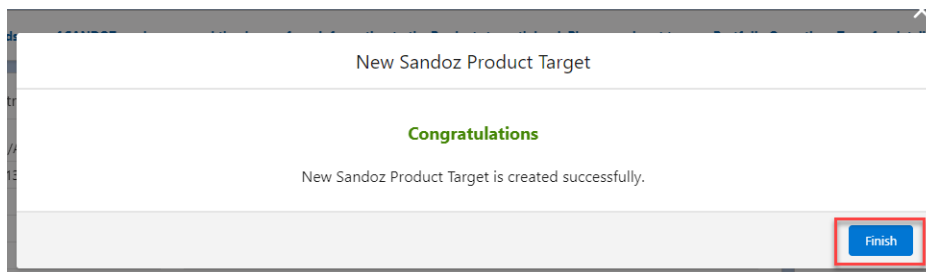 New Sandoz Product Target
Congratulations
New Sandoz Product Target is created successfully.
Finish